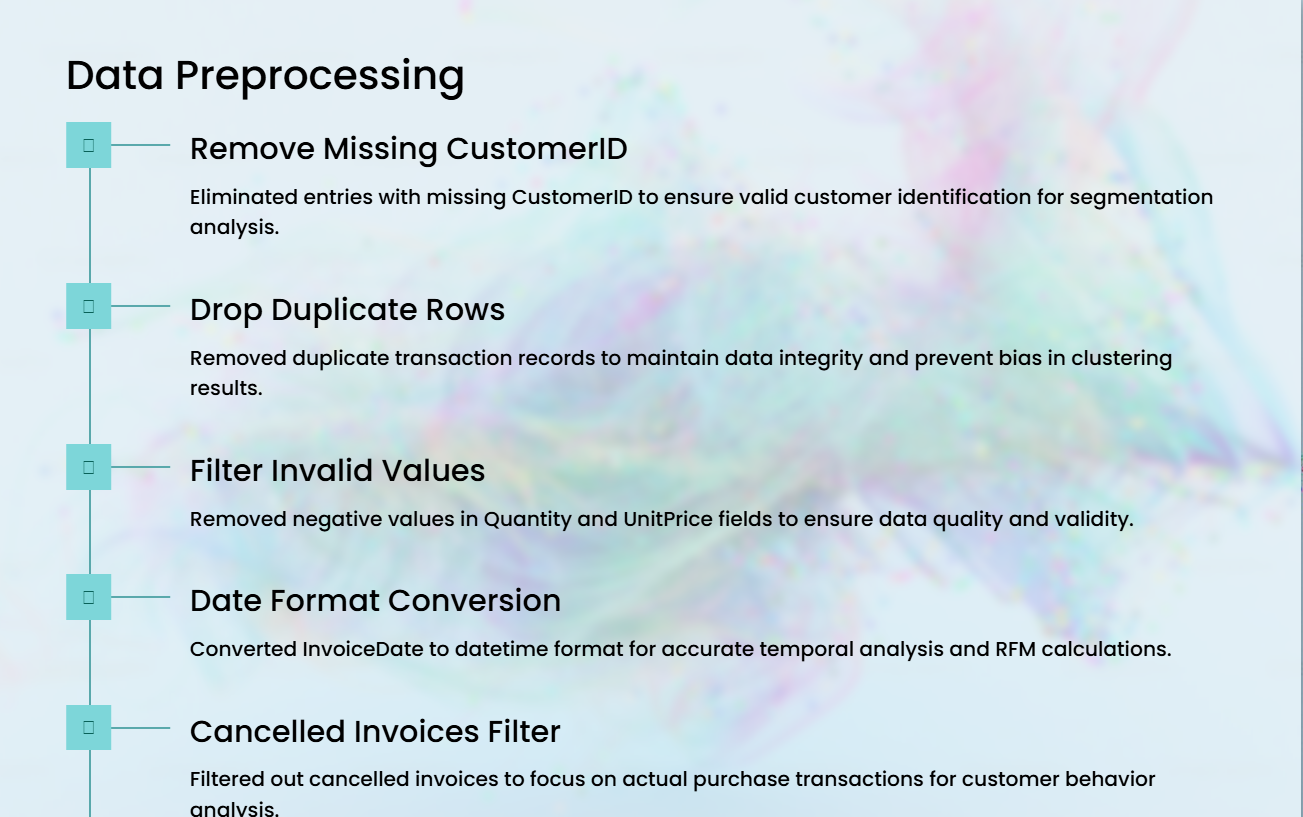 Data Preprocessing
Remove Missing CustomerID
Eliminated entries with missing CustomerID to ensure valid customer identification for segmentation
analysis.
Drop Duplicate Rows
Removed duplicate transaction records to maintain data integrity and prevent bias in clustering
results.
Filter Invalid Values
Removed negative values in Quantity and UnitPrice fields to ensure data quality and validity.
Date Format Conversion
Converted InvoiceDate to datetime format for accurate temporal analysis and RFM calculations.
Cancelled Invoices Filter
Filtered out cancelled invoices to focus on actual purchase transactions for customer behavior
analysis.